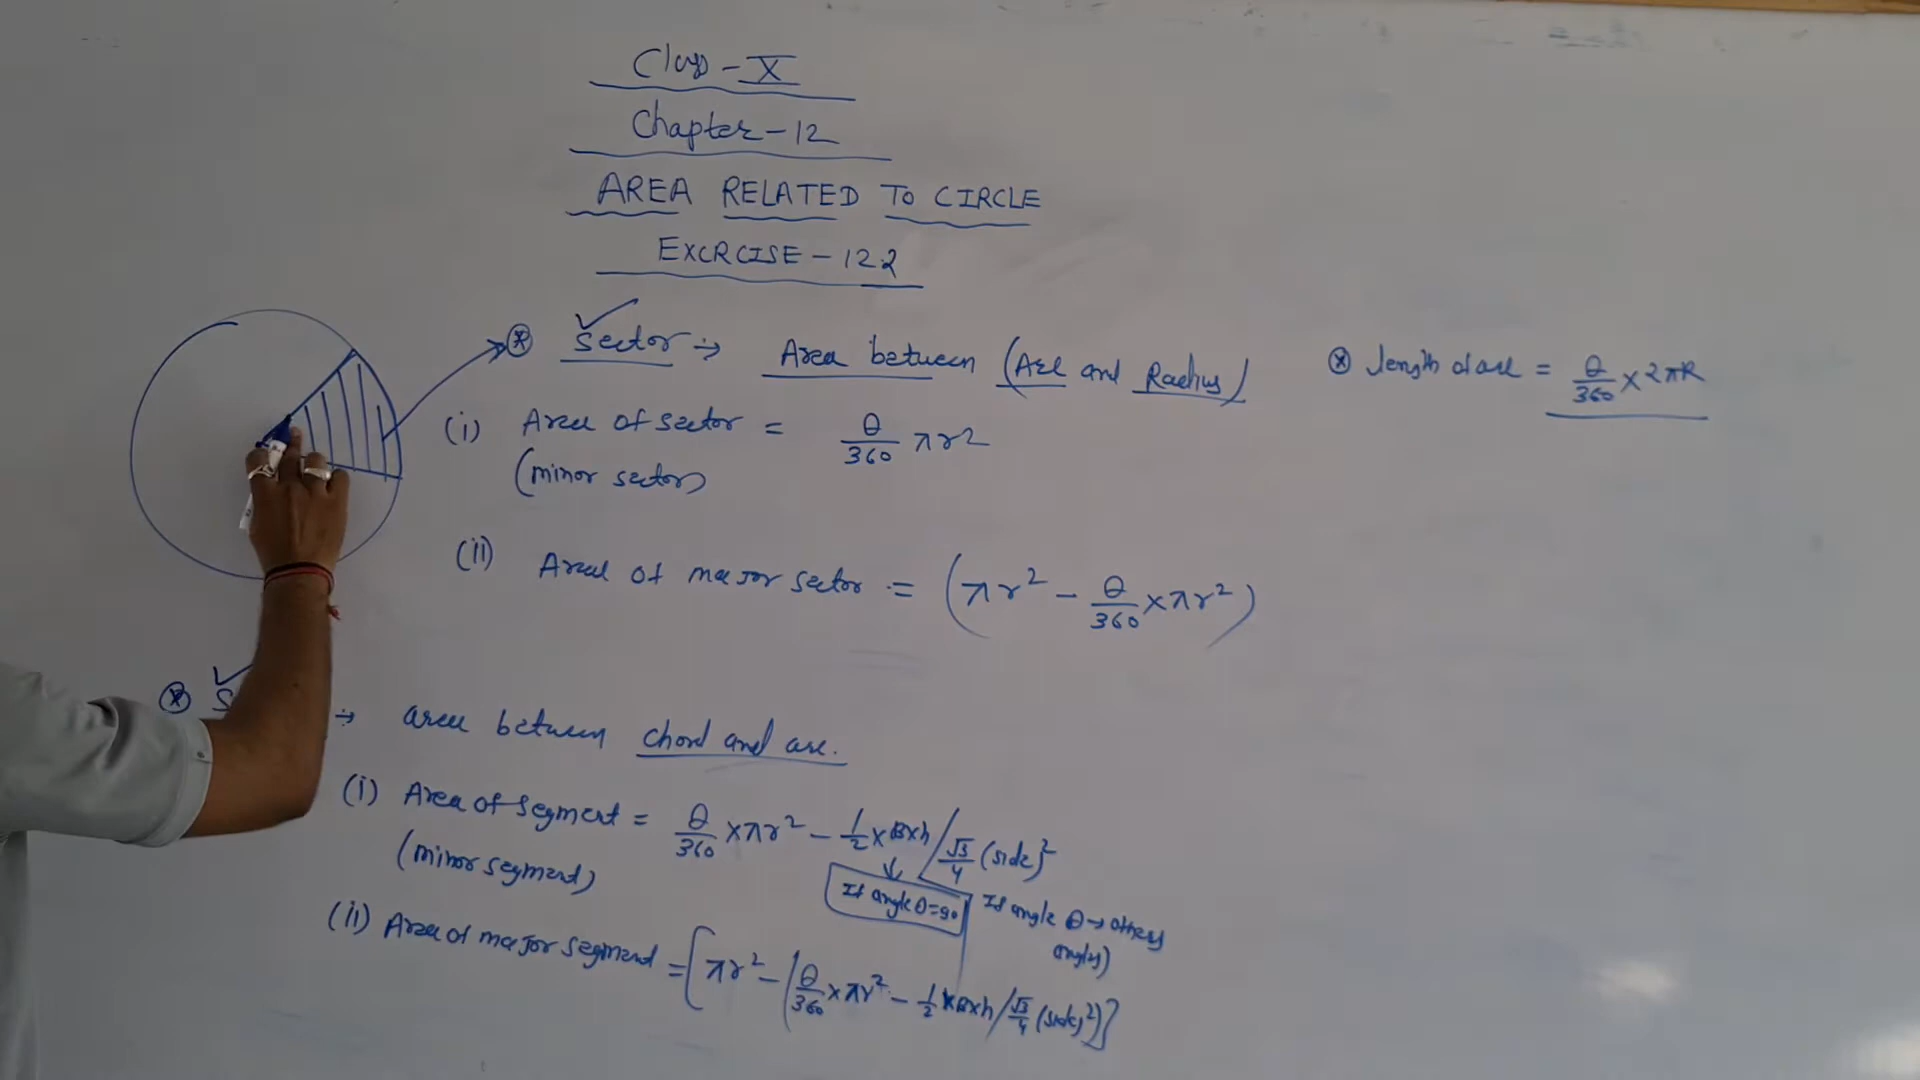 Class - X
Chapter - 12
AREA RELATED TO CIRCLE
EXCRCISE - 12.2
Sector → Area between (Arc and Radius)
(i) Area of sector = θ/360 πr²
(minor sector)
(ii) Area of major sector = (πr² - θ/360 × πr²)
length of arc = θ/360 × 2πR
S
→ area between chord and arc.
(i) Area of segment = θ/360 × πr² - 1/2 × B×h / √3/4 (side)²
(minor segment)
If angle θ=90
If angle θ → others angles)
(ii) Area of major segment = [πr² - (θ/360 × πr² - 1/2 × B×h / √3/4 (side)²)]